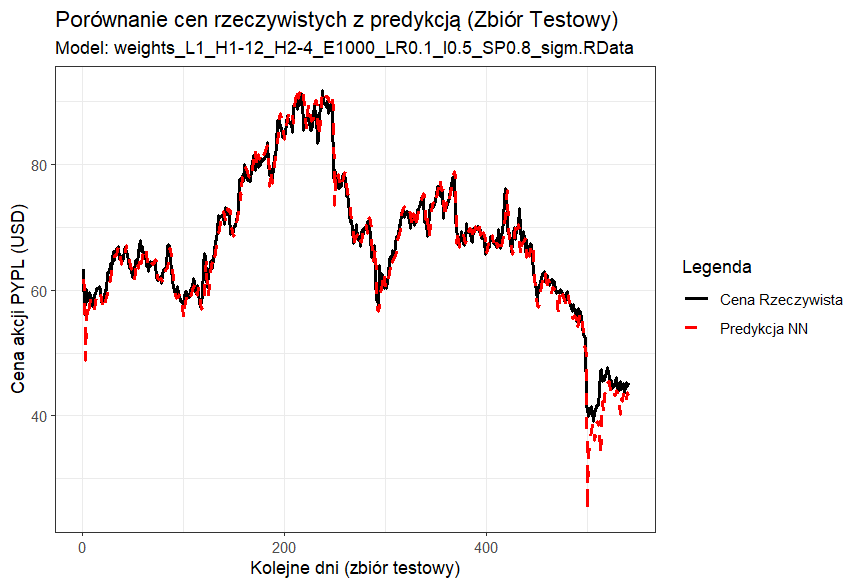 Porównanie cen rzeczywistych z predykcją (Zbiór Testowy)
Model: weights_L1_H1-12_H2-4_E1000_LR0.1_I0.5_SP0.8_sigm.RData
Cena akcji PYPL (USD)
80
60
40
0
200
400
Kolejne dni (zbiór testowy)
Legenda
Cena Rzeczywista
Predykcja NN